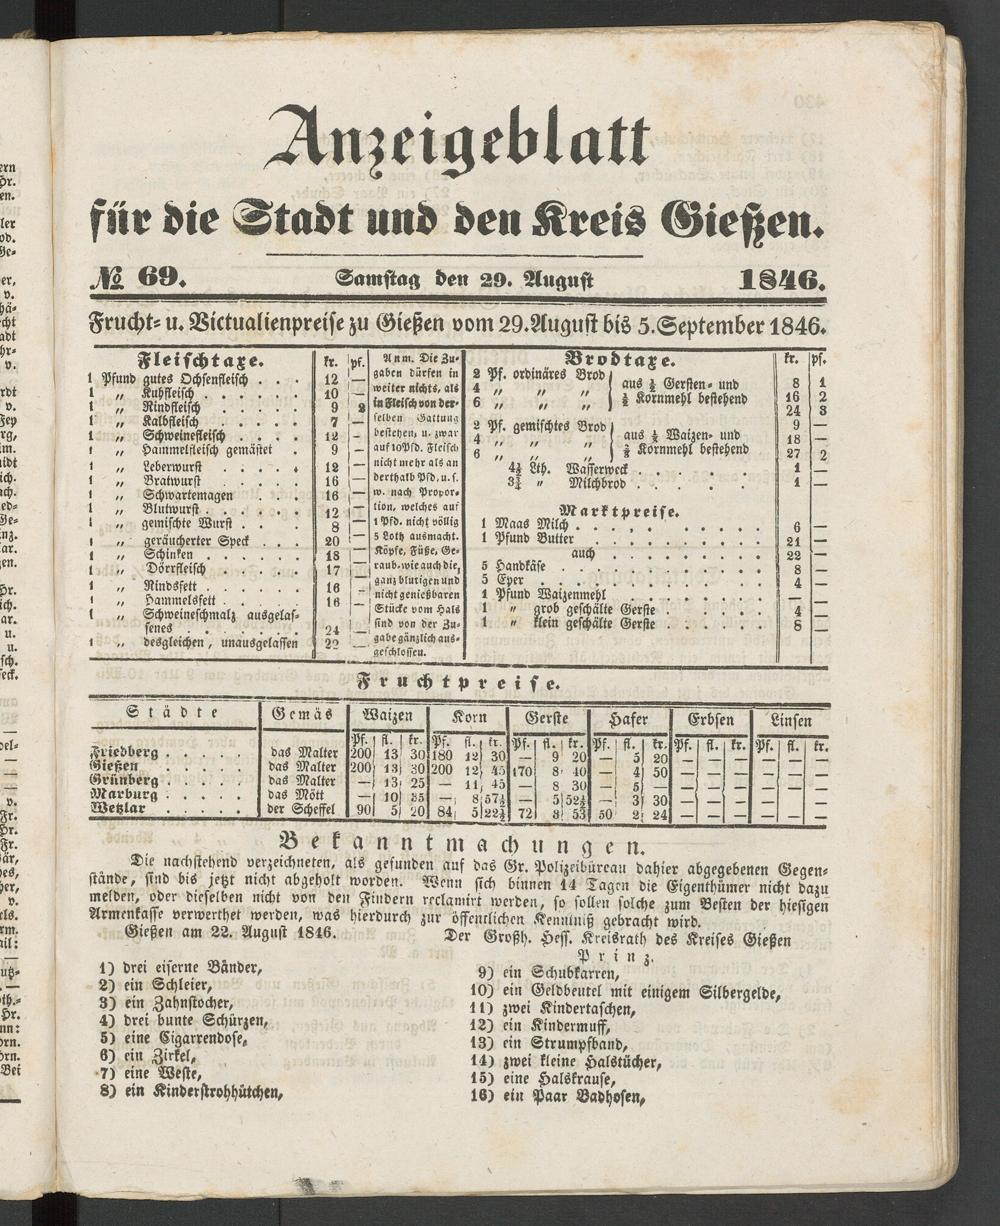 Anzeigeblatt
für die Stadt und den Kreis Gießen.
№ 69. Samstag den 29. August 1846.
Frucht- u. Victualienpreise zu Gießen vom 29. August bis 5. September 1846.
Fleischtaxe. kr. pf.
1 Pfund gutes Ochsenfleisch . . . 12 —
1 „ Kuhfleisch . . . . . 10 —
1 „ Rindfleisch . . . . . 9 2
1 „ Kalbfleisch . . . . . 7 —
1 „ Schweinefleisch . . . . 12 -
1 „ Hammelfleisch gemästet . 9 —
1 „ Leberwurst . . . . . 12 —
1 „ Bratwurst . . . . . 16 —
1 „ Schwartemagen 16 —
1 „ Blutwurst . . . . . 12 —
1 „ gemischte Wurst . . . 8 —
1 „ geräucherter Speck . . . 20 —
1 „ Schinken . . . . . 18 —
1 „ Dörrfleisch . . . . . 17 —
1 „ Rindsfett . . . . . 16 -
1 „ Hammelsfett . . . . . 16 —
1 „ Schweineschmalz ausgelas-
senes . . . . . . . 24 —
1 „ desgleichen, unausgelassen 22 —
Anm. Die Zu-
gaben dürfen in
weiter nichts, als
in Fleisch von der-
selben Gattung
bestehen, u. zwar
auf 10 Pfd. Fleisch
nicht mehr als an
derthalb Pfd. u. s.
w. nach Propor-
tion, welches auf
1 Pfd. nicht völlig
5 Loth ausmacht.
Köpfe, Füße, Ge-
raub. wie auch die,
ganz blutigen und
nicht genießbaren
Stücke vom Hals
sind von der Zu-
gabe gänzlich aus-
geschlossen.
Brodtaxe. kr. pf.
2 Pf. ordinäres Brod } aus ½ Gersten- und 8 1
4 „ „ „ ½ Kornmehl bestehend 16 2
6 „ „ „ 24 3
2 Pf. gemischtes Brod } 9 —
4 „ „ „ aus Waizen- und 18 —
6 „ „ „ Kornmehl bestehend 27 2
4½ Lth. Wasserweck . . . . . 1 —
3¾ „ Milchbrod . . . . . 1 —
Marktpreise.
1 Maas Milch . . . . . . . . . 6 —
1 Pfund Butter . . . . . . . . . 21 —
auch . . . . . . . 22 —
5 Handkäse . . . . . . . . . 8 —
5 Eyer . . . . . . . . . . 4 —
1 Pfund Waizenmehl . . . . . . . — —
1 „ grob geschälte Gerste . . . . . 4 —
1 „ klein geschälte Gerste . . . . . 8 —
Fruchtpreise.
Städte Gemäs Waizen Korn Gerste Hafer Erbsen Linsen
Pf. fl. kr. Pf. fl. kr. Pf. fl. kr. Pf. fl. kr. Pf. fl. kr. Pf. fl. kr.
Friedberg . . . . . das Malter 200 13 30 180 12 30 — 9 20 — 5 20 — — — — — —
Gießen . . . . . das Malter 200 13 30 200 12 45 170 8 40 — 4 50 — — — — — —
Grünberg . . . . . das Malter — 13 25 — 11 45 — 8 30 — 5 — — — — — — —
Marburg . . . . . das Mött — 10 35 — 8 57½ — 5 52½ — 3 30 — — — — — —
Wetzlar . . . . . der Scheffel 90 5 20 84 5 22½ 72 3 53 50 2 24 — — — — — —
Bekanntmachungen.
Die nachstehend verzeichneten, als gefunden auf das Gr. Polizeibüreau dahier abgegebenen Gegen-
stände, sind bis jetzt nicht abgeholt worden. Wenn sich binnen 14 Tagen die Eigenthümer nicht dazu
melden, oder dieselben nicht von den Findern reclamirt werden, so sollen solche zum Besten der hiesigen
Armenkasse verwerthet werden, was hierdurch zur öffentlichen Kenntniß gebracht wird.
Gießen am 22. August 1846. Der Großh. Hess. Kreisrath des Kreises Gießen
Prinz.
1) drei eiserne Bänder,
2) ein Schleier,
3) ein Zahnstocher,
4) drei bunte Schürzen,
5) eine Cigarrendose,
6) ein Zirkel,
7) eine Weste,
8) ein Kinderstrohhütchen,
9) ein Schubkarren,
10) ein Geldbeutel mit einigem Silbergelde,
11) zwei Kindertaschen,
12) ein Kindermuff,
13) ein Strumpfband,
14) zwei kleine Halstücher,
15) eine Halskrause,
16) ein Paar Badhosen,